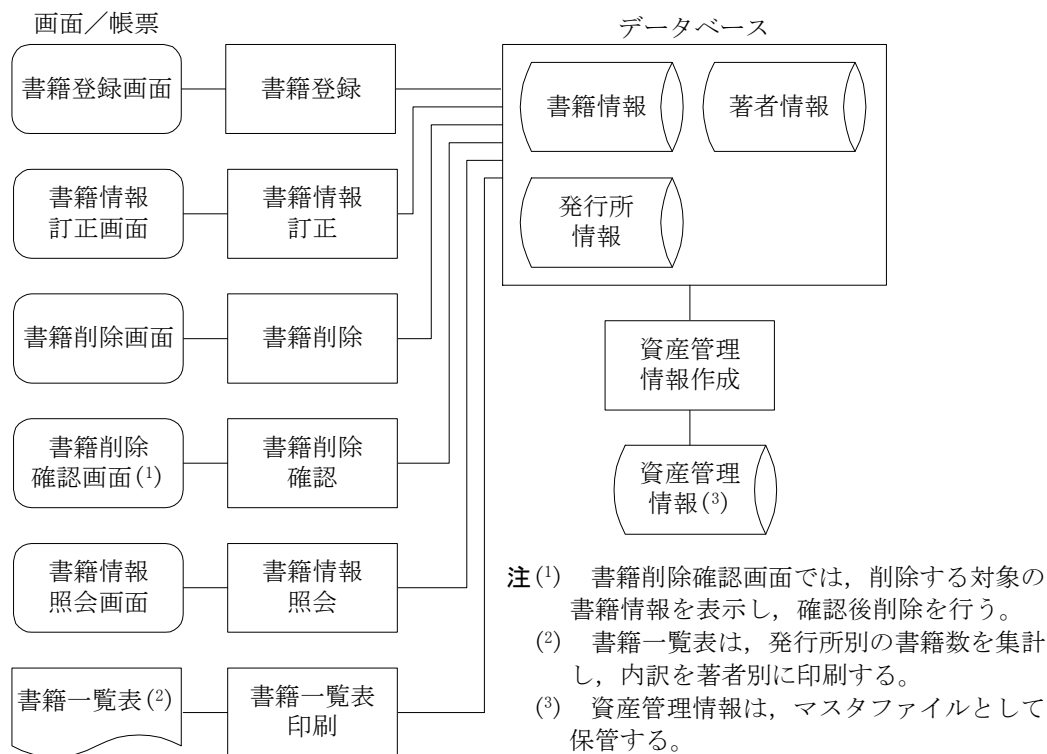 画面／帳票
データベース
書籍登録画面
書籍登録
書籍情報
著者情報
書籍情報
訂正画面
書籍情報
訂正
発行所
情報
書籍削除画面
書籍削除
資産管理
情報作成
書籍削除
確認画面(1)
書籍削除
確認
資産管理
情報(3)
書籍情報
照会画面
書籍情報
照会
書籍一覧表(2)
書籍一覧表
印刷
注(1)　書籍削除確認画面では，削除する対象の
書籍情報を表示し，確認後削除を行う。
(2)　書籍一覧表は，発行所別の書籍数を集計
し，内訳を著者別に印刷する。
(3)　資産管理情報は，マスタファイルとして
保管する。